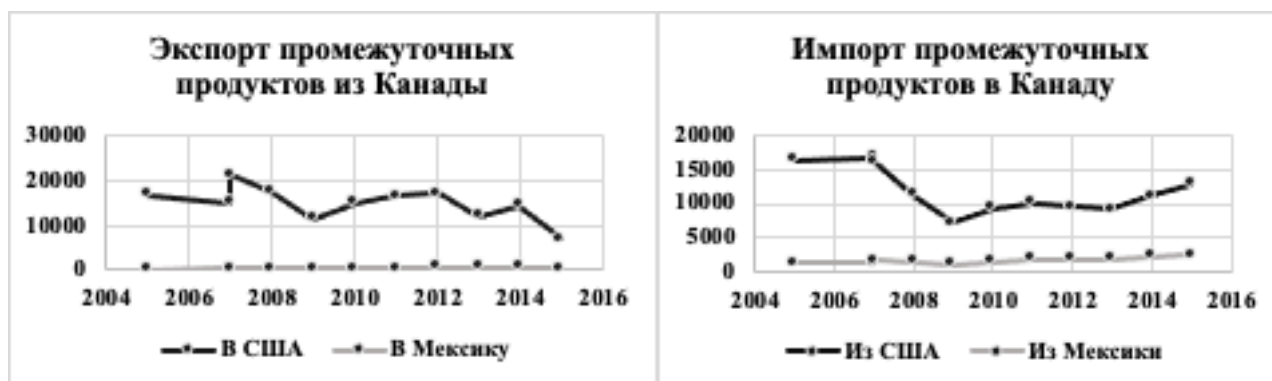 Экспорт промежуточных
продуктов из Канады
30000
20000
10000
0
2004 2006 2008 2010 2012 2014 2016
В США В Мексику
Импорт промежуточных
продуктов в Канаду
20000
15000
10000
5000
0
2004 2006 2008 2010 2012 2014 2016
Из США Из Мексики